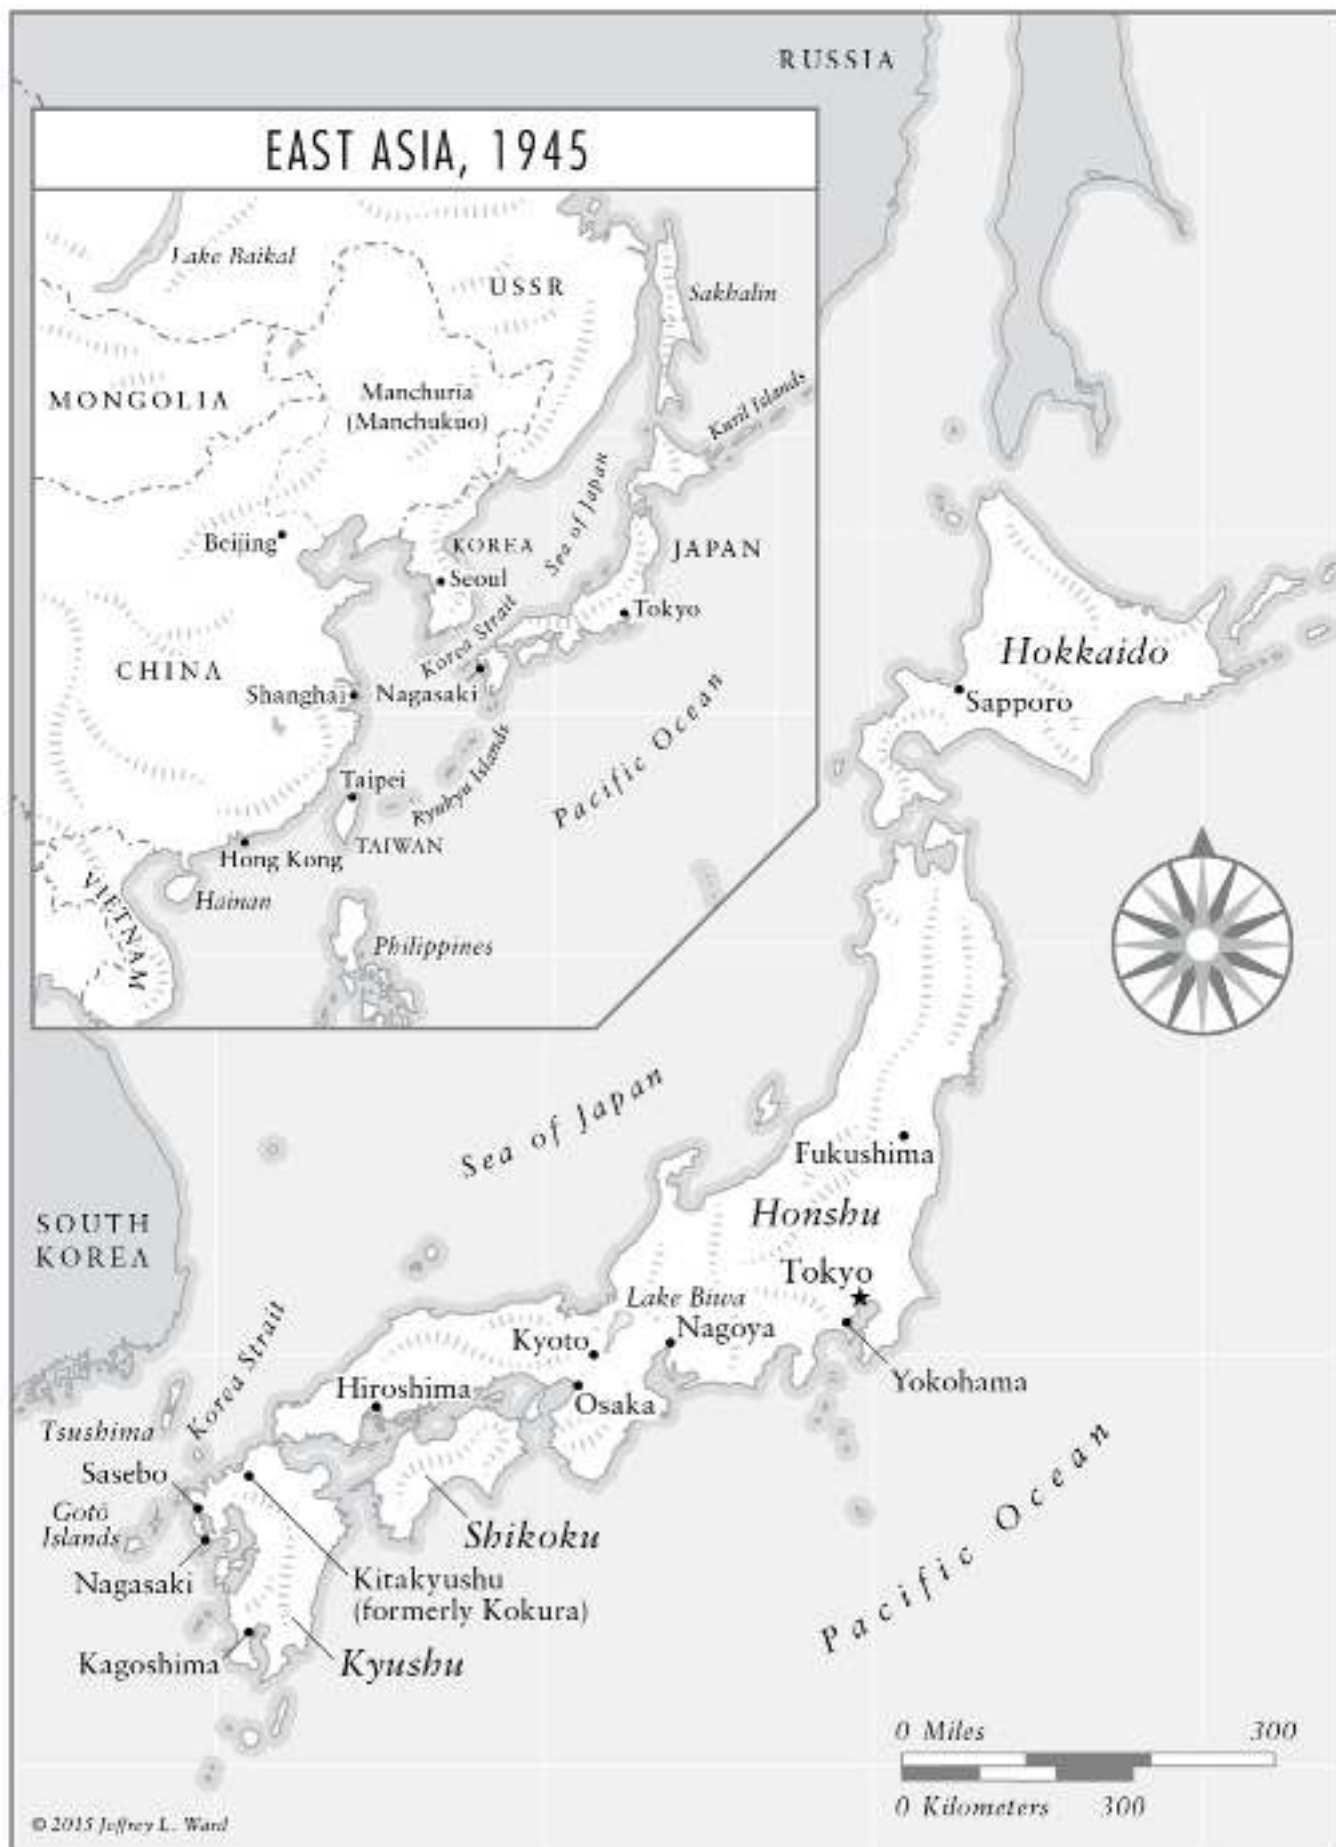 RUSSIA
EAST ASIA, 1945
Lake Baikal
USSR
Sakhalin
MONGOLIA
Manchuria
(Manchukuo)
Kuril Islands
Sea of Japan
Beijing
KOREA
JAPAN
Seoul
Tokyo
Korea Strait
CHINA
Shanghai
Nagasaki
Pacific Ocean
Ryukyu Islands
Taipei
TAIWAN
Hong Kong
VIETNAM
Hainan
Philippines
Hokkaido
Sapporo
Sea of Japan
Fukushima
Honshu
SOUTH
KOREA
Tokyo
Lake Biwa
Nagoya
Kyoto
Yokohama
Korea Strait
Hiroshima
Osaka
Tsushima
Sasebo
Gotō
Islands
Shikoku
Nagasaki
Kitakyushu
(formerly Kokura)
Kagoshima
Kyushu
Pacific Ocean
0 Miles 300
0 Kilometers 300
© 2015 Jeffrey L. Ward